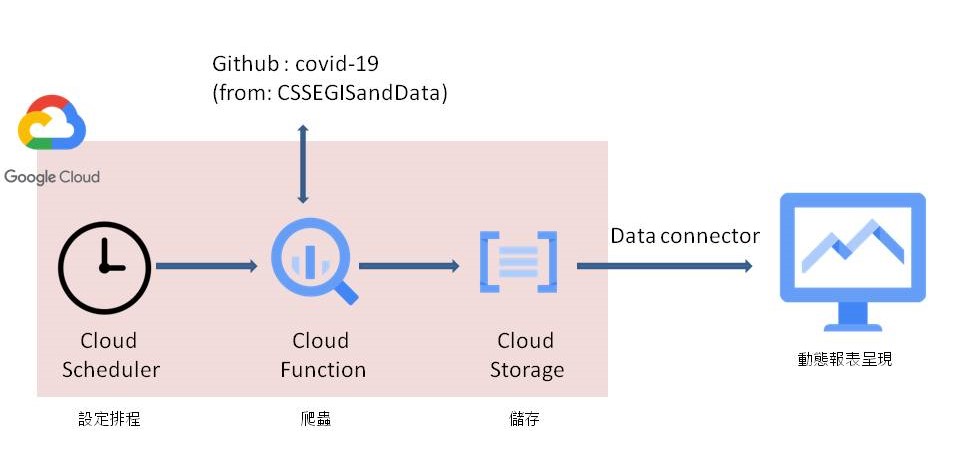 Github : covid-19
(from: CSSEGISandData)
Google Cloud
Data connector
Cloud
Scheduler
Cloud
Function
Cloud
Storage
動態報表呈現
設定排程
爬蟲
儲存